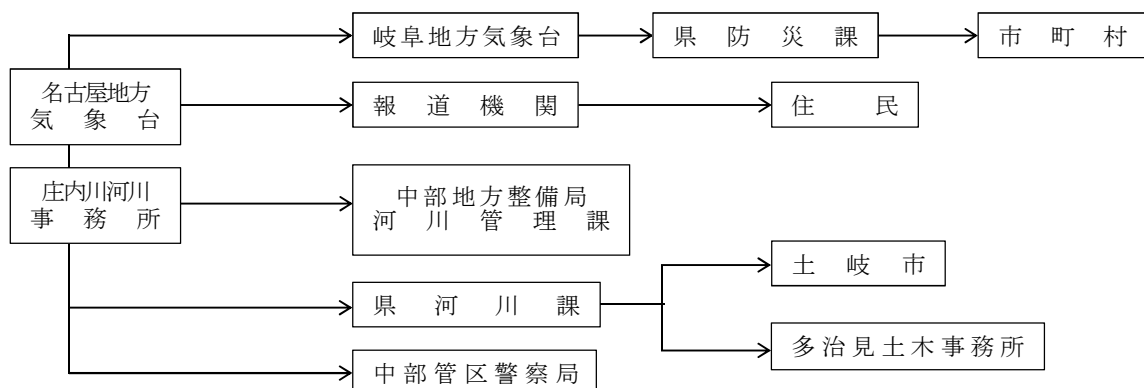 岐阜地方気象台
県防災課
市町村
名古屋地方
気象台
報道機関
住民
庄内川河川
事務所
中部地方整備局
河川管理課
土岐市
県河川課
多治見土木事務所
中部管区警察局